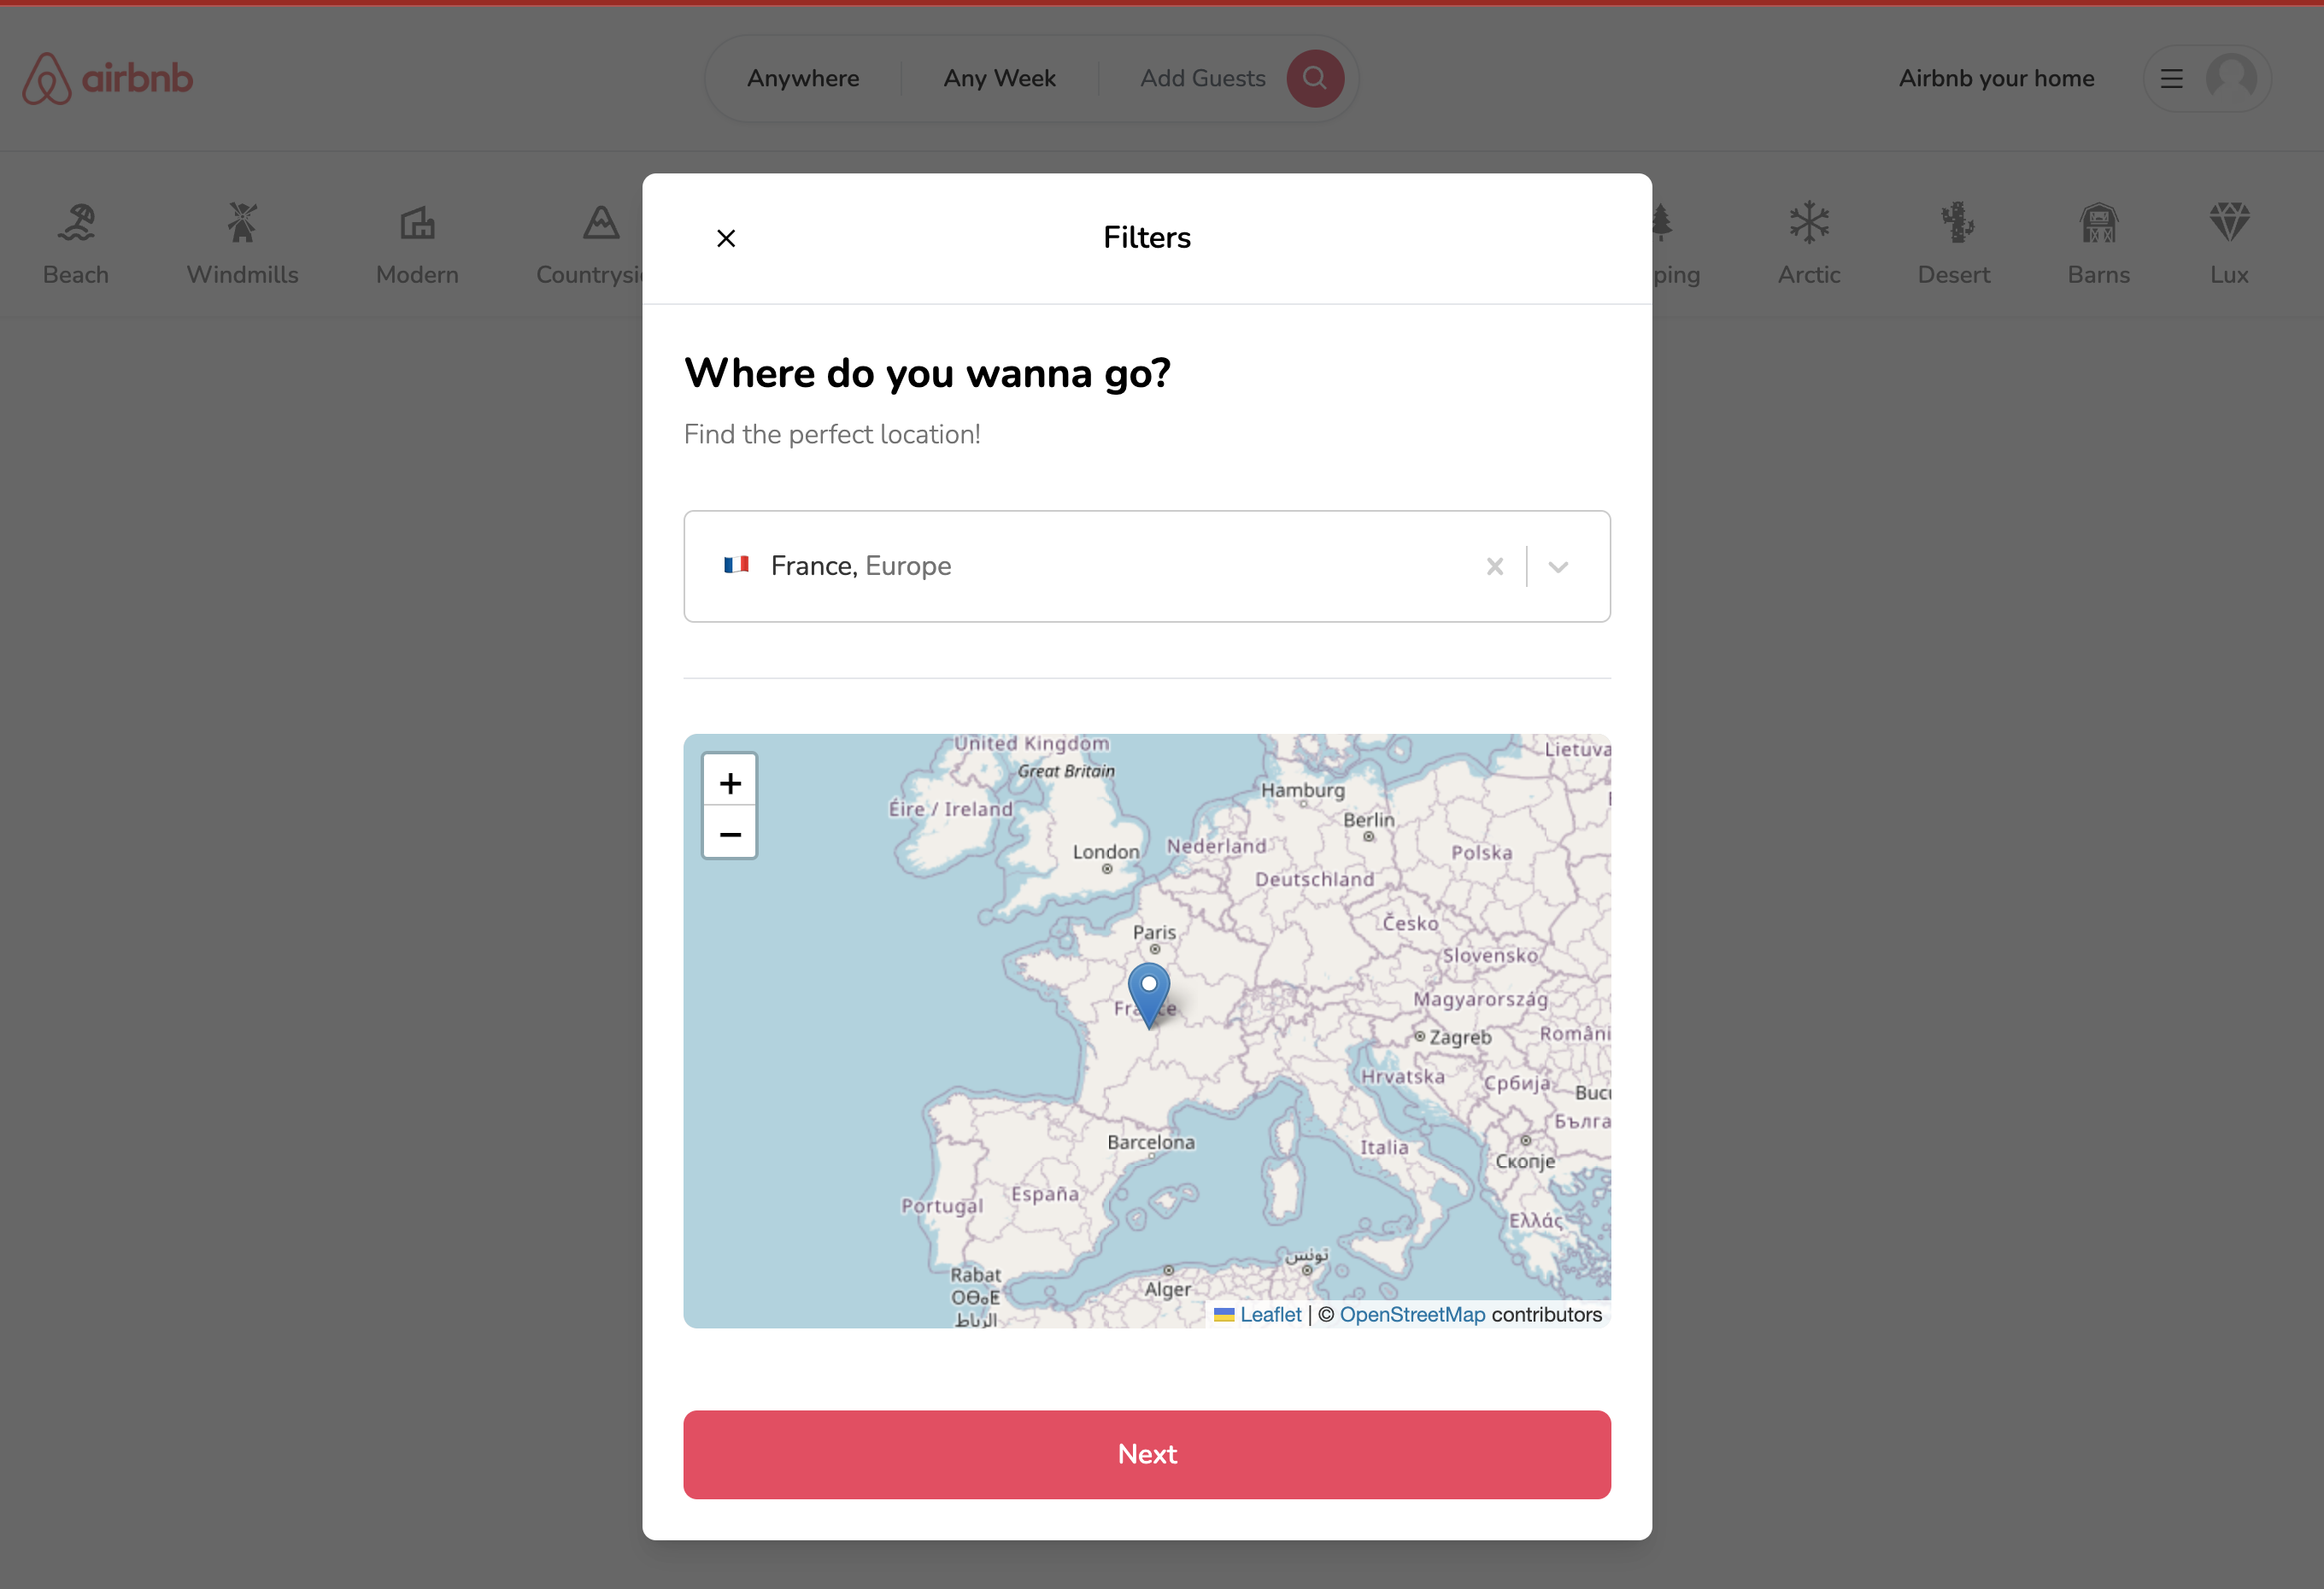 airbnb
Anywhere
Any Week
Add Guests
Airbnb your home
Beach
Windmills
Modern
Countrysi
ping
Arctic
Desert
Barns
Lux
Filters
Where do you wanna go?
Find the perfect location!
France, Europe
+
−
United Kingdom
Great Britain
Lietuva
Éire / Ireland
Hamburg
Berlin
London
Nederland
Polska
Deutschland
Česko
Paris
Slovensko
France
Magyarország
Zagreb
Români
Hrvatska
Србија
Bucu
Бълга
Barcelona
Italia
Скопје
España
Portugal
Ελλάς
تونس
Rabat
ⵔⴱⴰⵟ
الرباط
Alger
Leaflet | © OpenStreetMap contributors
Next